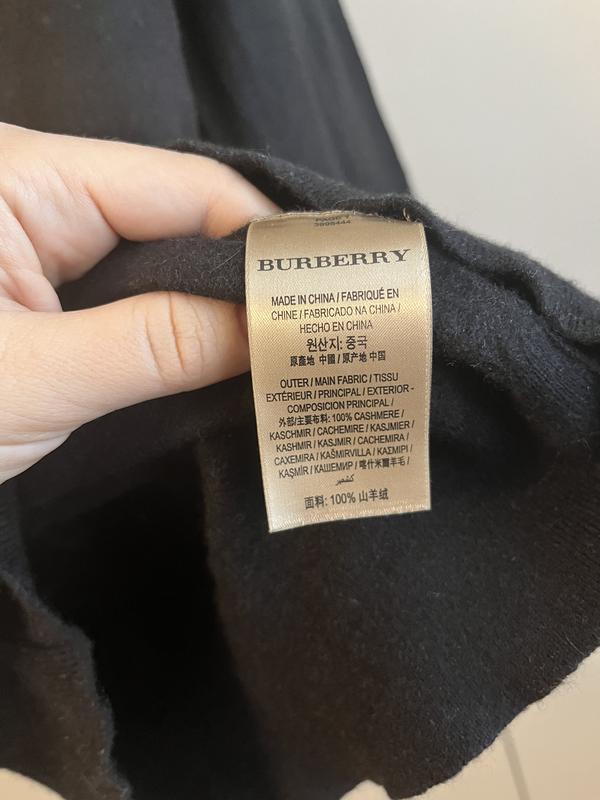 3998444
BURBERRY
MADE IN CHINA / FABRIQUÉ EN
CHINE / FABRICADO NA CHINA /
HECHO EN CHINA
원산지: 중국
原產地 中國 / 原产地 中国
OUTER / MAIN FABRIC / TISSU
EXTÉRIEUR / PRINCIPAL / EXTERIOR -
COMPOSICION PRINCIPAL /
外部/主要布料: 100% CASHMERE /
KASCHMIR / CACHEMIRE / KASJMIER /
KASHMIR / KASJMIR / CACHEMIRA /
CAXEMIRA / KAŠMIRVILLA / ΚΑΣΜΙΡΙ /
KAŞMİR / КАШЕМИР / 喀什米爾羊毛 /
كشمير
面料: 100% 山羊绒